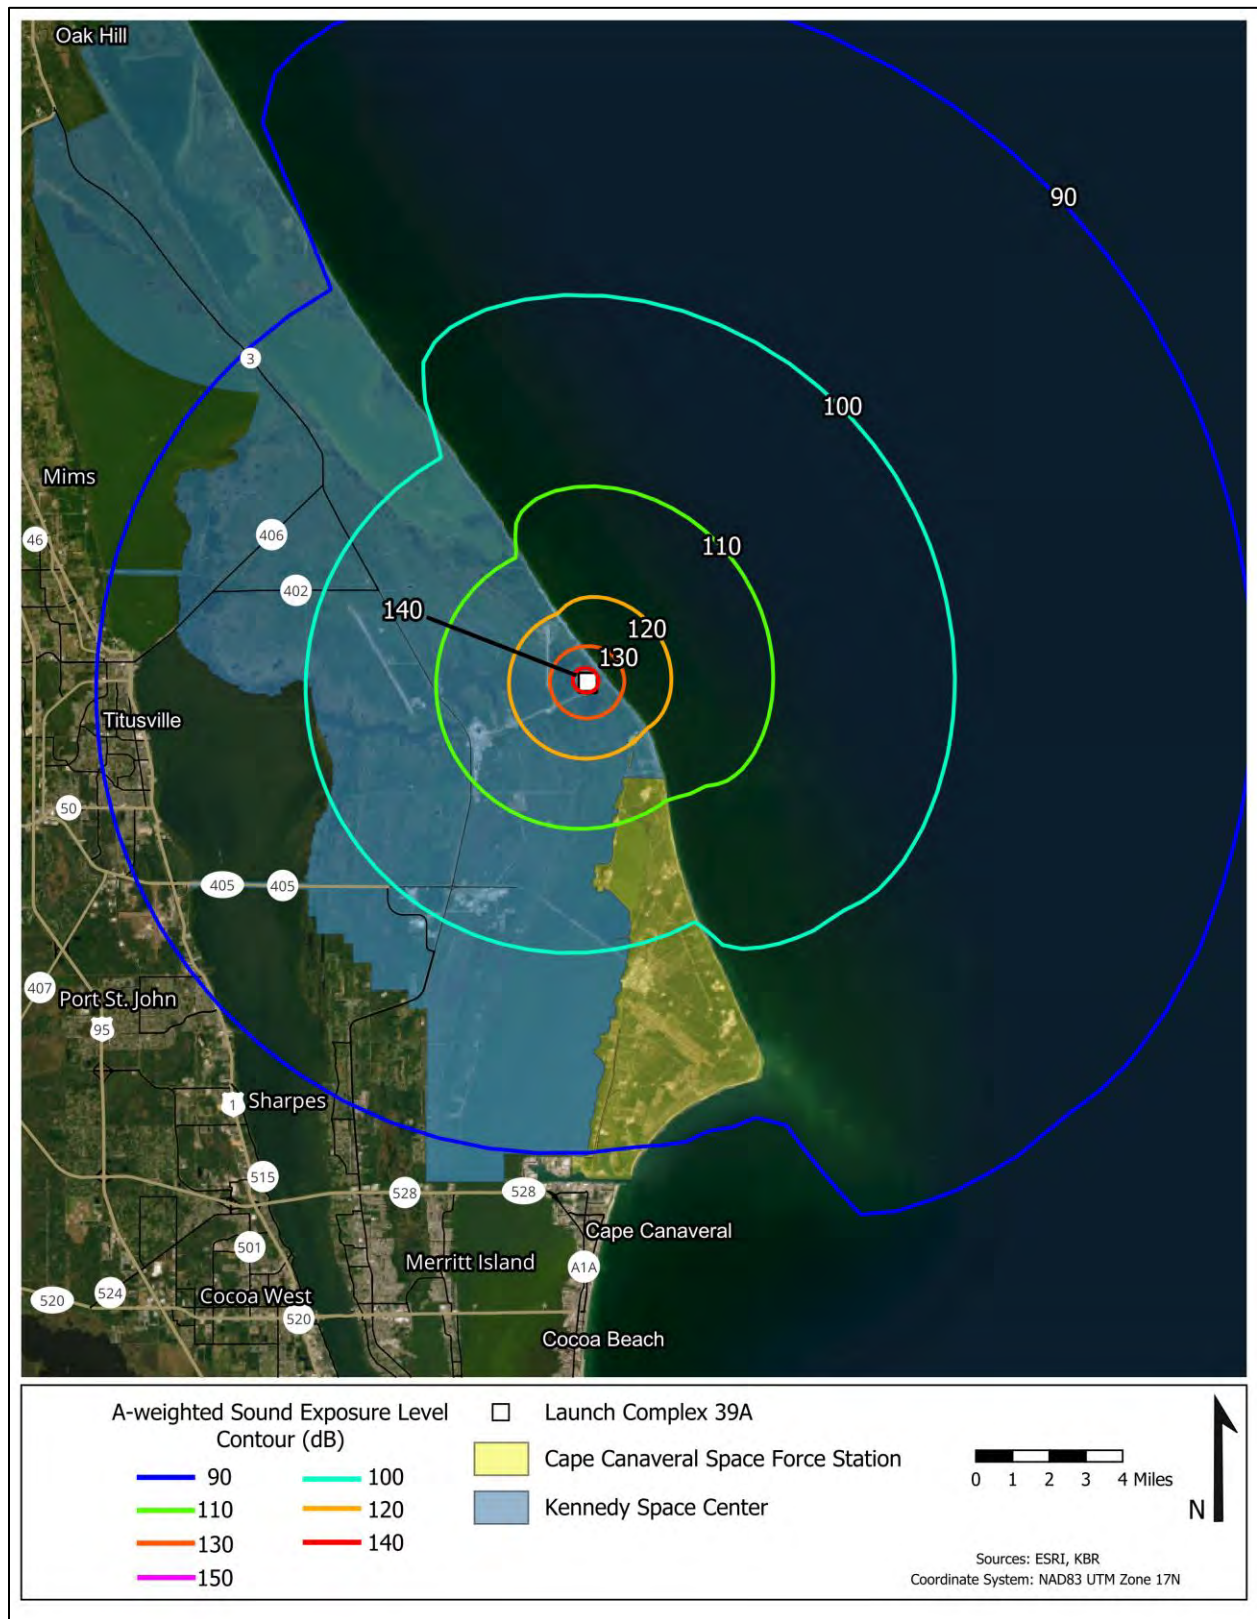 Oak Hill
90
3
100
Mims
46
406
110
402
140
120
130
Titusville
50
405
405
407
Port St. John
95
1
Sharpes
515
528
528
Cape Canaveral
501
Merritt Island
A1A
524
Cocoa West
520
520
Cocoa Beach
A-weighted Sound Exposure Level
Contour (dB)
90
100
110
120
130
140
150
Launch Complex 39A
Cape Canaveral Space Force Station
Kennedy Space Center
0 1 2 3 4 Miles
N
Sources: ESRI, KBR
Coordinate System: NAD83 UTM Zone 17N